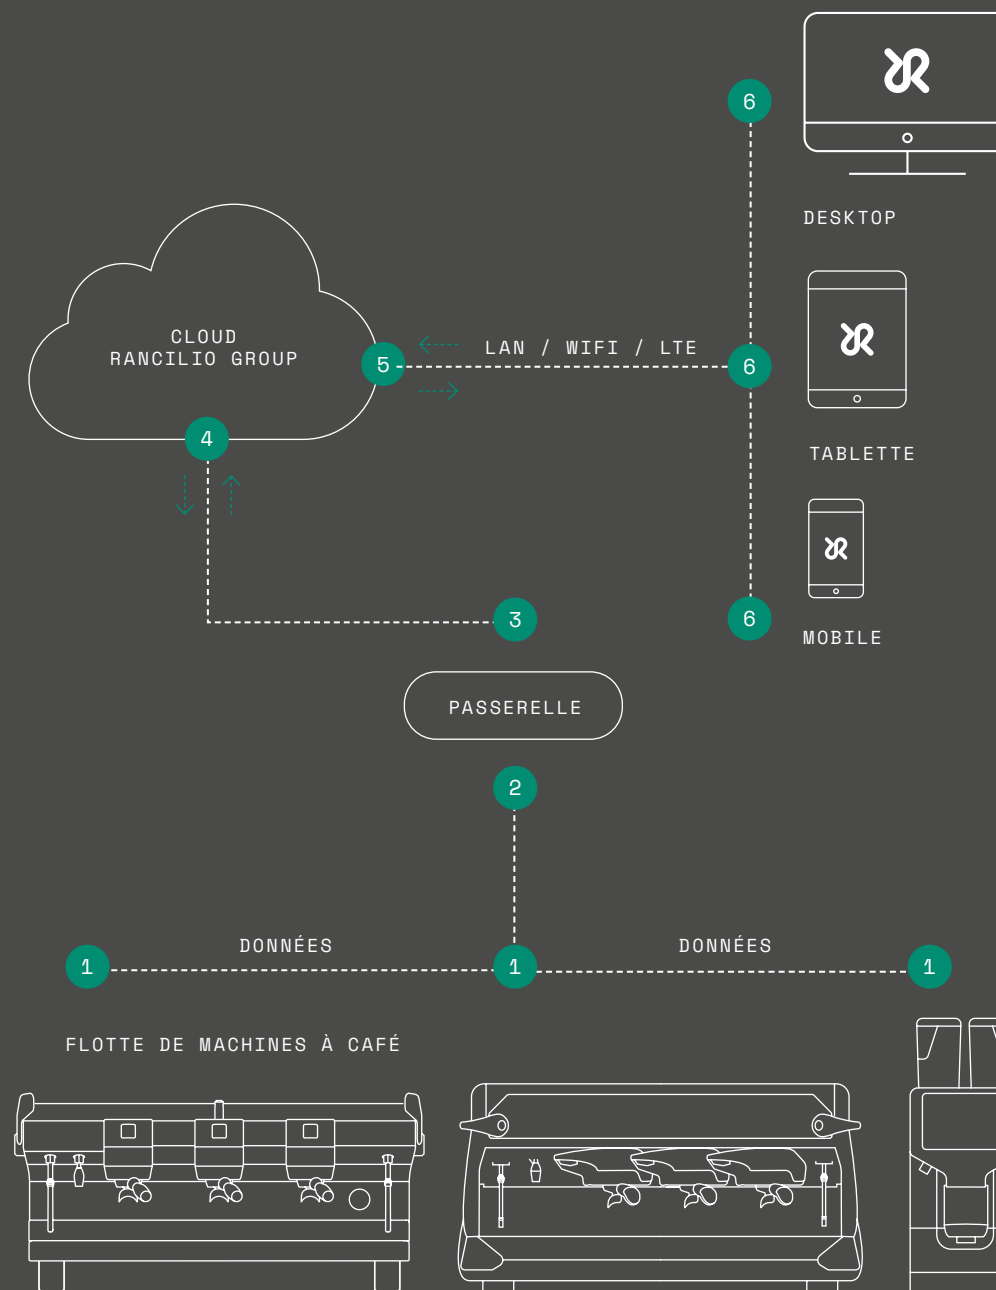 6
DESKTOP
CLOUD
RANCILIO GROUP
5
LAN / WIFI / LTE
6
4
TABLETTE
3
6
MOBILE
PASSERELLE
2
DONNÉES
DONNÉES
1
1
1
FLOTTE DE MACHINES À CAFÉ